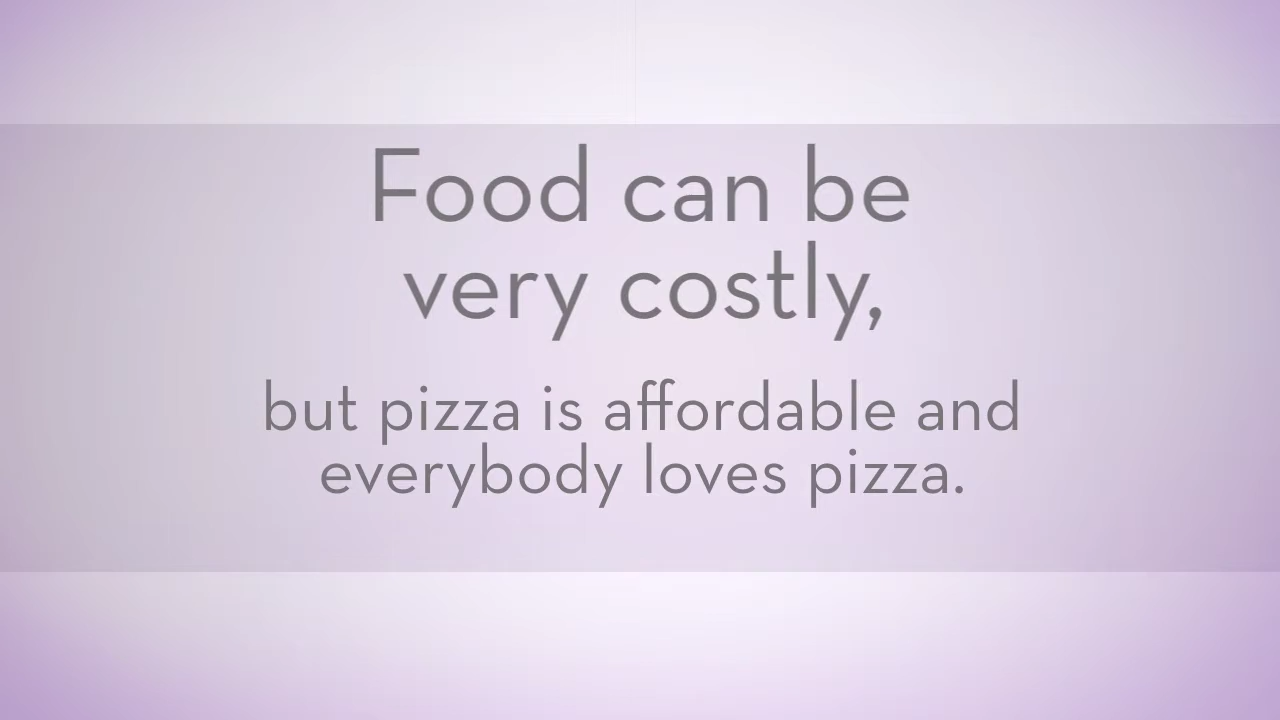 Food can be
very costly,
but pizza is affordable and
everybody loves pizza.